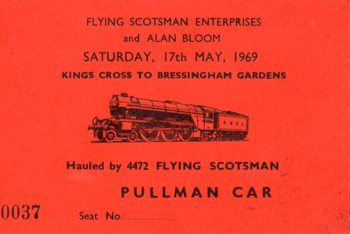 FLYING SCOTSMAN ENTERPRISES
and ALAN BLOOM
SATURDAY, 17th MAY, 1969
KINGS CROSS TO BRESSINGHAM GARDENS
Hauled by 4472 FLYING SCOTSMAN
PULLMAN CAR
0037
Seat No.